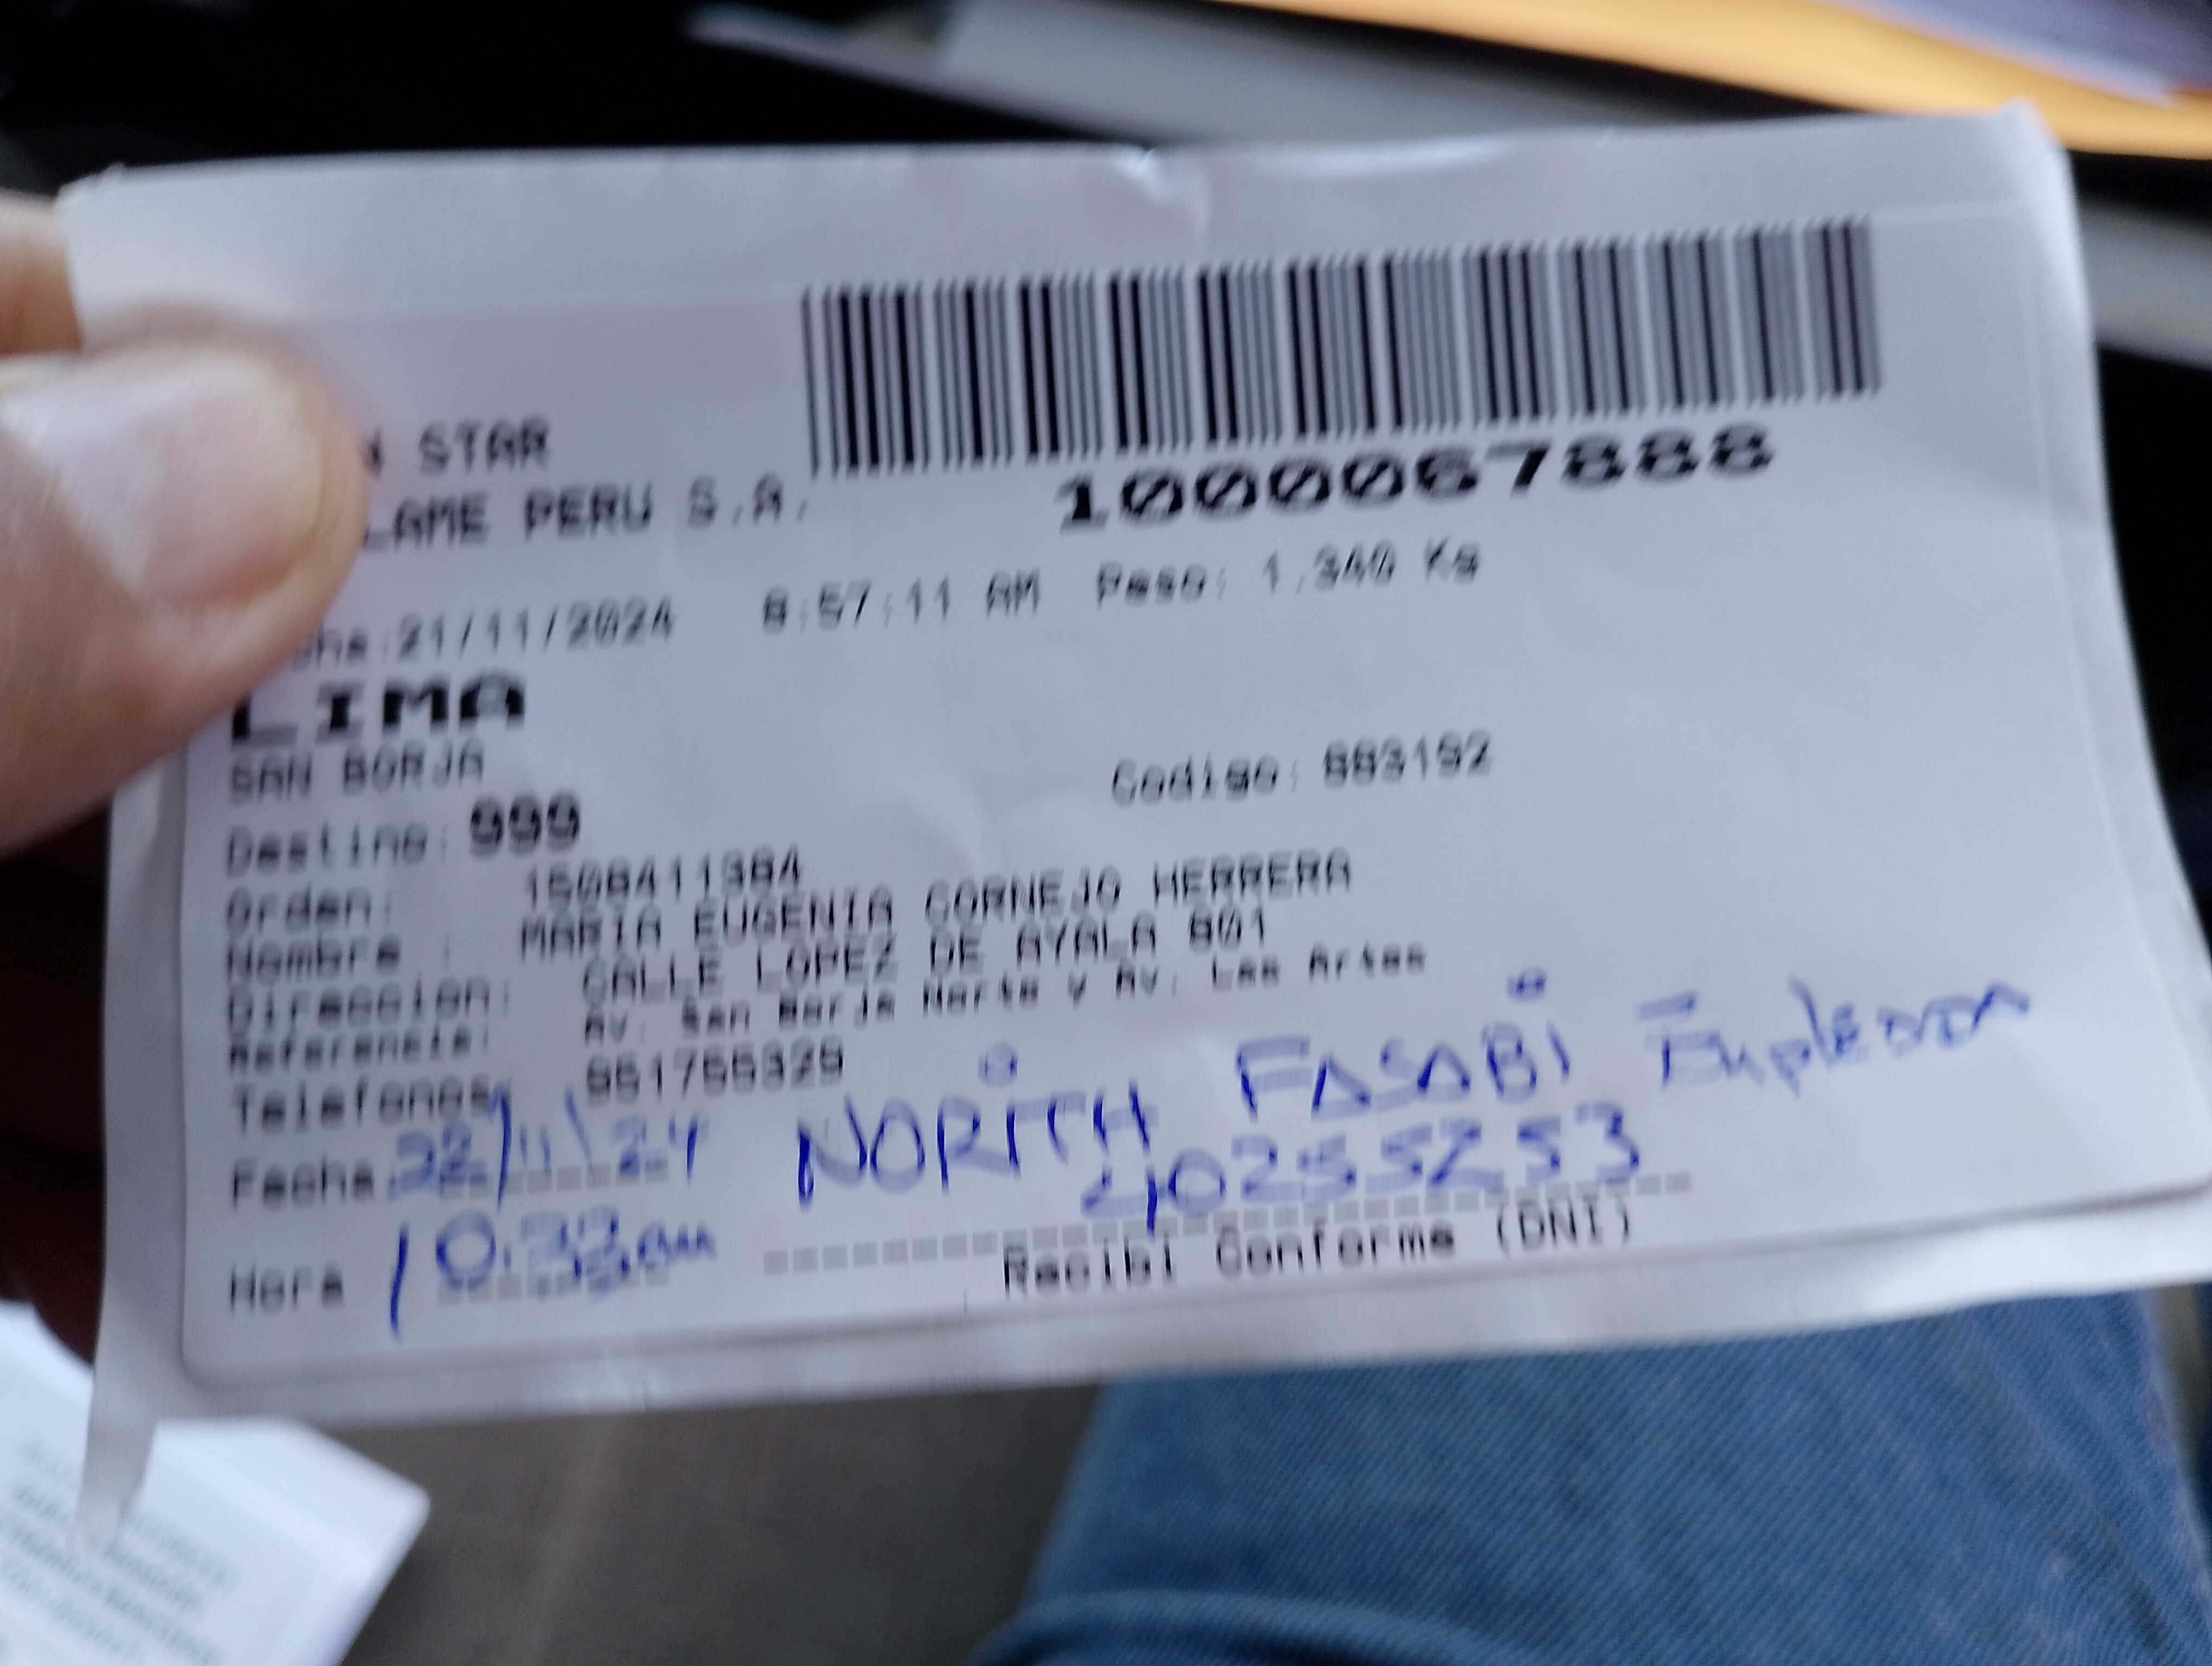 N STAR
LAME PERU S.A.
1000067888
cha:21/11/2024 8:57:11 AM Peso: 1.340 Kg
LIMA
SAN BORJA
Codigo: 883192
Destino: 999
Orden: 1508411384
Nombre : MARIA EUGENIA CORNEJO HERRERA
Direccion: CALLE LOPEZ DE AYALA 801
Referencia: Av. San Borja Norte y Av. Las Artes
Telefonos: 951755329
Fecha 22/11/24 NORITH FASABI Empleada
40255253
Hora 10:33am
Recibi Conforme (DNI)